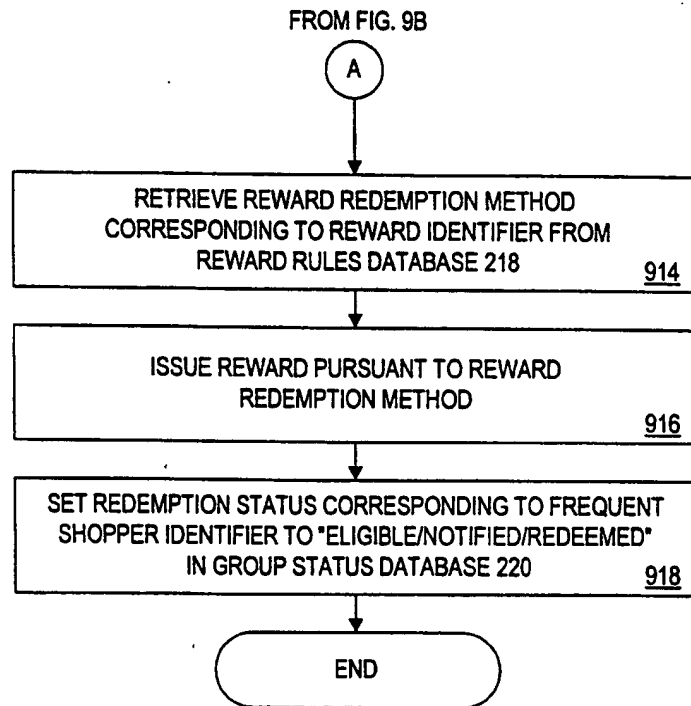 FROM FIG. 9B
A
RETRIEVE REWARD REDEMPTION METHOD
CORRESPONDING TO REWARD IDENTIFIER FROM
REWARD RULES DATABASE 218
914
ISSUE REWARD PURSUANT TO REWARD
REDEMPTION METHOD
916
SET REDEMPTION STATUS CORRESPONDING TO FREQUENT
SHOPPER IDENTIFIER TO "ELIGIBLE/NOTIFIED/REDEEMED"
IN GROUP STATUS DATABASE 220
918
END